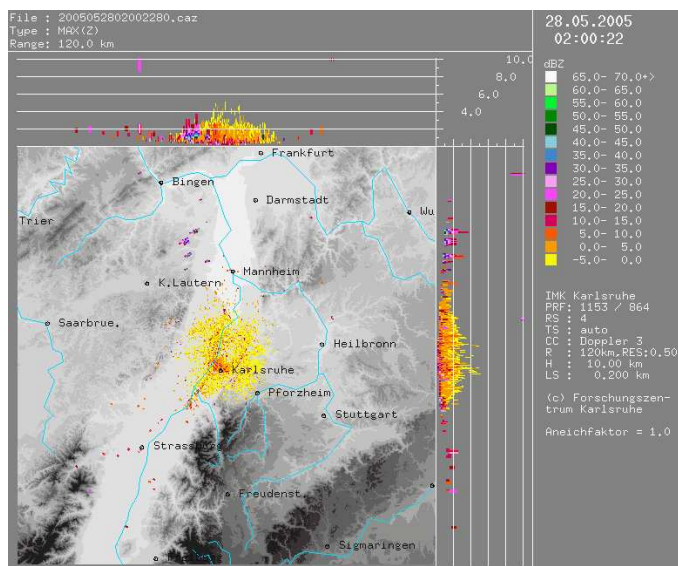 File : 2005052802002280.caz
Type : MAX(Z)
Range: 120.0 km
28.05.2005
02:00:22
10.0
8.0
6.0
4.0
dBZ
65.0- 70.0+>
60.0- 65.0
55.0- 60.0
50.0- 55.0
45.0- 50.0
40.0- 45.0
35.0- 40.0
30.0- 35.0
25.0- 30.0
20.0- 25.0
15.0- 20.0
10.0- 15.0
5.0- 10.0
0.0- 5.0
-5.0- 0.0
Frankfurt
Bingen
Darmstadt
Wu
Trier
Mannheim
K.Lautern
Saarbrue.
Heilbronn
Karlsruhe
Pforzheim
Stuttgart
Strassburg
Freudenst.
Sigmaringen
IMK Karlsruhe
PRF: 1153 / 864
RS : 4
TS : auto
CC : Doppler 3
R : 120km,RES:0.50
H : 10.00 km
LS : 0.200 km
(c) Forschungszen-
trum Karlsruhe
Aneichfaktor = 1.0